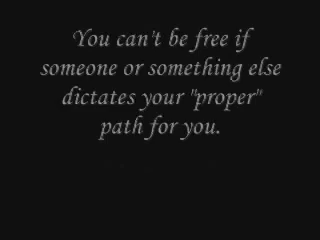 You can't be free if
someone or something else
dictates your "proper"
path for you.